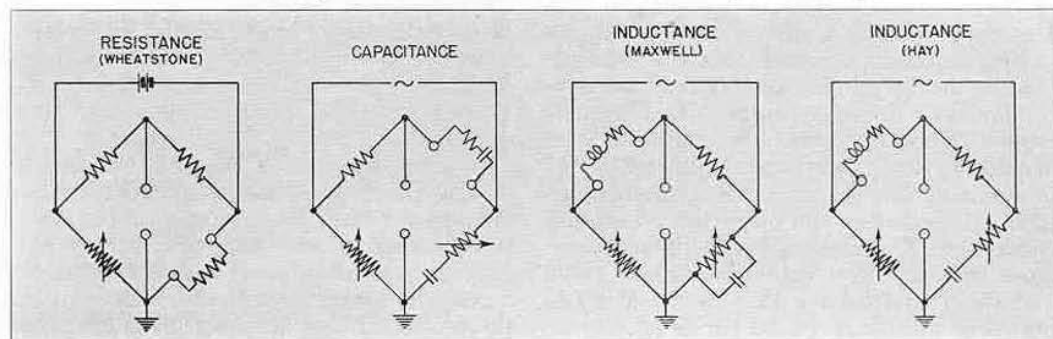 RESISTANCE
(WHEATSTONE)
CAPACITANCE
INDUCTANCE
(MAXWELL)
INDUCTANCE
(HAY)